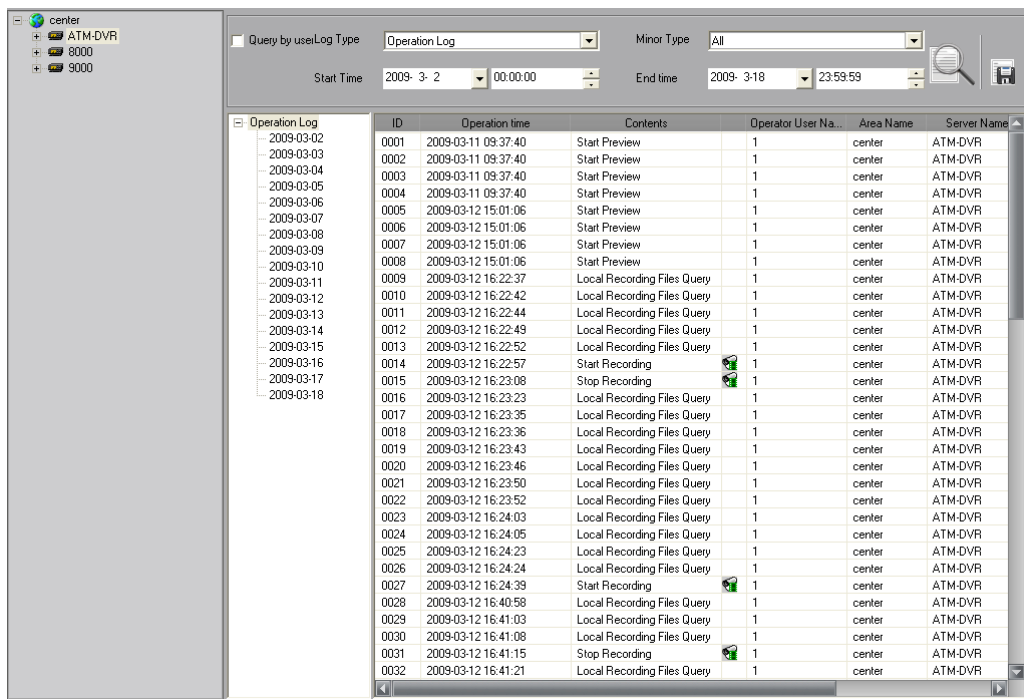 center
ATM-DVR
8000
9000
Query by user Log Type Operation Log Minor Type All
Start Time 2009- 3- 2 00:00:00 End time 2009- 3-18 23:59:59
Operation Log
2009-03-02
2009-03-03
2009-03-04
2009-03-05
2009-03-06
2009-03-07
2009-03-08
2009-03-09
2009-03-10
2009-03-11
2009-03-12
2009-03-13
2009-03-14
2009-03-15
2009-03-16
2009-03-17
2009-03-18
ID Operation time Contents Operator User Na... Area Name Server Name
0001 2009-03-11 09:37:40 Start Preview 1 center ATM-DVR
0002 2009-03-11 09:37:40 Start Preview 1 center ATM-DVR
0003 2009-03-11 09:37:40 Start Preview 1 center ATM-DVR
0004 2009-03-11 09:37:40 Start Preview 1 center ATM-DVR
0005 2009-03-12 15:01:06 Start Preview 1 center ATM-DVR
0006 2009-03-12 15:01:06 Start Preview 1 center ATM-DVR
0007 2009-03-12 15:01:06 Start Preview 1 center ATM-DVR
0008 2009-03-12 15:01:06 Start Preview 1 center ATM-DVR
0009 2009-03-12 16:22:37 Local Recording Files Query 1 center ATM-DVR
0010 2009-03-12 16:22:42 Local Recording Files Query 1 center ATM-DVR
0011 2009-03-12 16:22:44 Local Recording Files Query 1 center ATM-DVR
0012 2009-03-12 16:22:49 Local Recording Files Query 1 center ATM-DVR
0013 2009-03-12 16:22:52 Local Recording Files Query 1 center ATM-DVR
0014 2009-03-12 16:22:57 Start Recording 1 center ATM-DVR
0015 2009-03-12 16:23:08 Stop Recording 1 center ATM-DVR
0016 2009-03-12 16:23:23 Local Recording Files Query 1 center ATM-DVR
0017 2009-03-12 16:23:35 Local Recording Files Query 1 center ATM-DVR
0018 2009-03-12 16:23:36 Local Recording Files Query 1 center ATM-DVR
0019 2009-03-12 16:23:43 Local Recording Files Query 1 center ATM-DVR
0020 2009-03-12 16:23:46 Local Recording Files Query 1 center ATM-DVR
0021 2009-03-12 16:23:50 Local Recording Files Query 1 center ATM-DVR
0022 2009-03-12 16:23:52 Local Recording Files Query 1 center ATM-DVR
0023 2009-03-12 16:24:03 Local Recording Files Query 1 center ATM-DVR
0024 2009-03-12 16:24:05 Local Recording Files Query 1 center ATM-DVR
0025 2009-03-12 16:24:23 Local Recording Files Query 1 center ATM-DVR
0026 2009-03-12 16:24:24 Local Recording Files Query 1 center ATM-DVR
0027 2009-03-12 16:24:39 Start Recording 1 center ATM-DVR
0028 2009-03-12 16:40:58 Local Recording Files Query 1 center ATM-DVR
0029 2009-03-12 16:41:03 Local Recording Files Query 1 center ATM-DVR
0030 2009-03-12 16:41:08 Local Recording Files Query 1 center ATM-DVR
0031 2009-03-12 16:41:15 Stop Recording 1 center ATM-DVR
0032 2009-03-12 16:41:21 Local Recording Files Query 1 center ATM-DVR